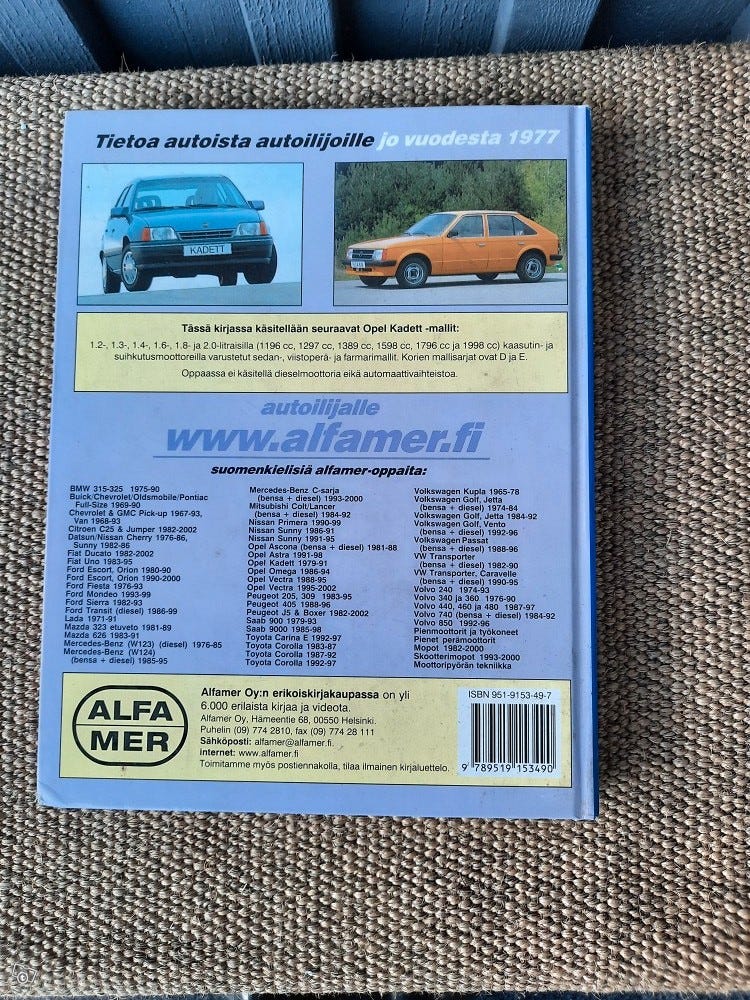 Tietoa autoista autoilijoille jo vuodesta 1977
KADETT
Tässä kirjassa käsitellään seuraavat Opel Kadett -mallit:
1.2-, 1.3-, 1.4-, 1.6-, 1.8- ja 2.0-litraisilla (1196 cc, 1297 cc, 1389 cc, 1598 cc, 1796 cc ja 1998 cc) kaasutin- ja
suihkutusmoottoreilla varustetut sedan-, viistoperä- ja farmarimallit. Korien mallisarjat ovat D ja E.
Oppaassa ei käsitellä dieselmoottoria eikä automaattivaihteistoa.
autoilijalle
www.alfamer.fi
suomenkielisiä alfamer-oppaita:
BMW 315-325 1975-90
Buick/Chevrolet/Oldsmobile/Pontiac
Full-Size 1969-90
Chevrolet & GMC Pick-up 1967-93,
Van 1968-93
Citroen C25 & Jumper 1982-2002
Datsun/Nissan Cherry 1976-86,
Sunny 1982-86
Fiat Ducato 1982-2002
Fiat Uno 1983-95
Ford Escort, Orion 1980-90
Ford Escort, Orion 1990-2000
Ford Fiesta 1976-93
Ford Mondeo 1993-99
Ford Sierra 1982-93
Ford Transit (diesel) 1986-99
Lada 1971-91
Mazda 323 etuveto 1981-89
Mazda 626 1983-91
Mercedes-Benz (W123) (diesel) 1976-85
Mercedes-Benz (W124)
(bensa + diesel) 1985-95
Mercedes-Benz C-sarja
(bensa + diesel) 1993-2000
Mitsubishi Colt/Lancer
(bensa + diesel) 1984-92
Nissan Primera 1990-99
Nissan Sunny 1986-91
Nissan Sunny 1991-95
Opel Ascona (bensa + diesel) 1981-88
Opel Astra 1991-98
Opel Kadett 1979-91
Opel Omega 1986-94
Opel Vectra 1988-95
Opel Vectra 1995-2002
Peugeot 205, 309 1983-95
Peugeot 405 1988-96
Peugeot J5 & Boxer 1982-2002
Saab 900 1979-93
Saab 9000 1985-98
Toyota Carina E 1992-97
Toyota Corolla 1983-87
Toyota Corolla 1987-92
Toyota Corolla 1992-97
Volkswagen Kupla 1965-78
Volkswagen Golf, Jetta
(bensa + diesel) 1974-84
Volkswagen Golf, Jetta 1984-92
Volkswagen Golf, Vento
(bensa + diesel) 1992-96
Volkswagen Passat
(bensa + diesel) 1988-96
VW Transporter
(bensa + diesel) 1982-90
VW Transporter, Caravelle
(bensa + diesel) 1990-95
Volvo 240 1974-93
Volvo 340 ja 360 1976-90
Volvo 440, 460 ja 480 1987-97
Volvo 740 (bensa + diesel) 1984-92
Volvo 850 1992-96
Pienmoottorit ja työkoneet
Pienet perämoottorit
Mopot 1982-2000
Skootterimopot 1993-2000
Moottoripyörän tekniikka
ALFA
MER
Alfamer Oy:n erikoiskirjakaupassa on yli
6.000 erilaista kirjaa ja videota.
Alfamer Oy, Hämeentie 68, 00550 Helsinki.
Puhelin (09) 774 2810, fax (09) 774 28 111
Sähköposti: alfamer@alfamer.fi.
internet: www.alfamer.fi
Toimitamme myös postiennakolla, tilaa ilmainen kirjaluettelo.
ISBN 951-9153-49-7
9 789519 153490